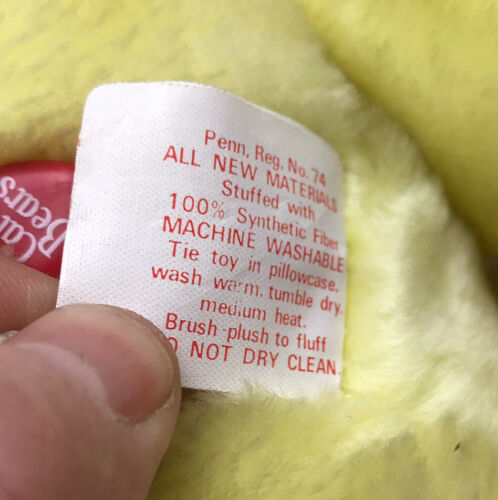 Penn, Reg. No. 74
ALL NEW MATERIALS
Stuffed with
100% Synthetic Fiber
MACHINE WASHABLE
Tie toy in pillowcase.
wash warm. tumble dry.
medium heat.
Brush plush to fluff
O NOT DRY CLEAN.
Car
Bears